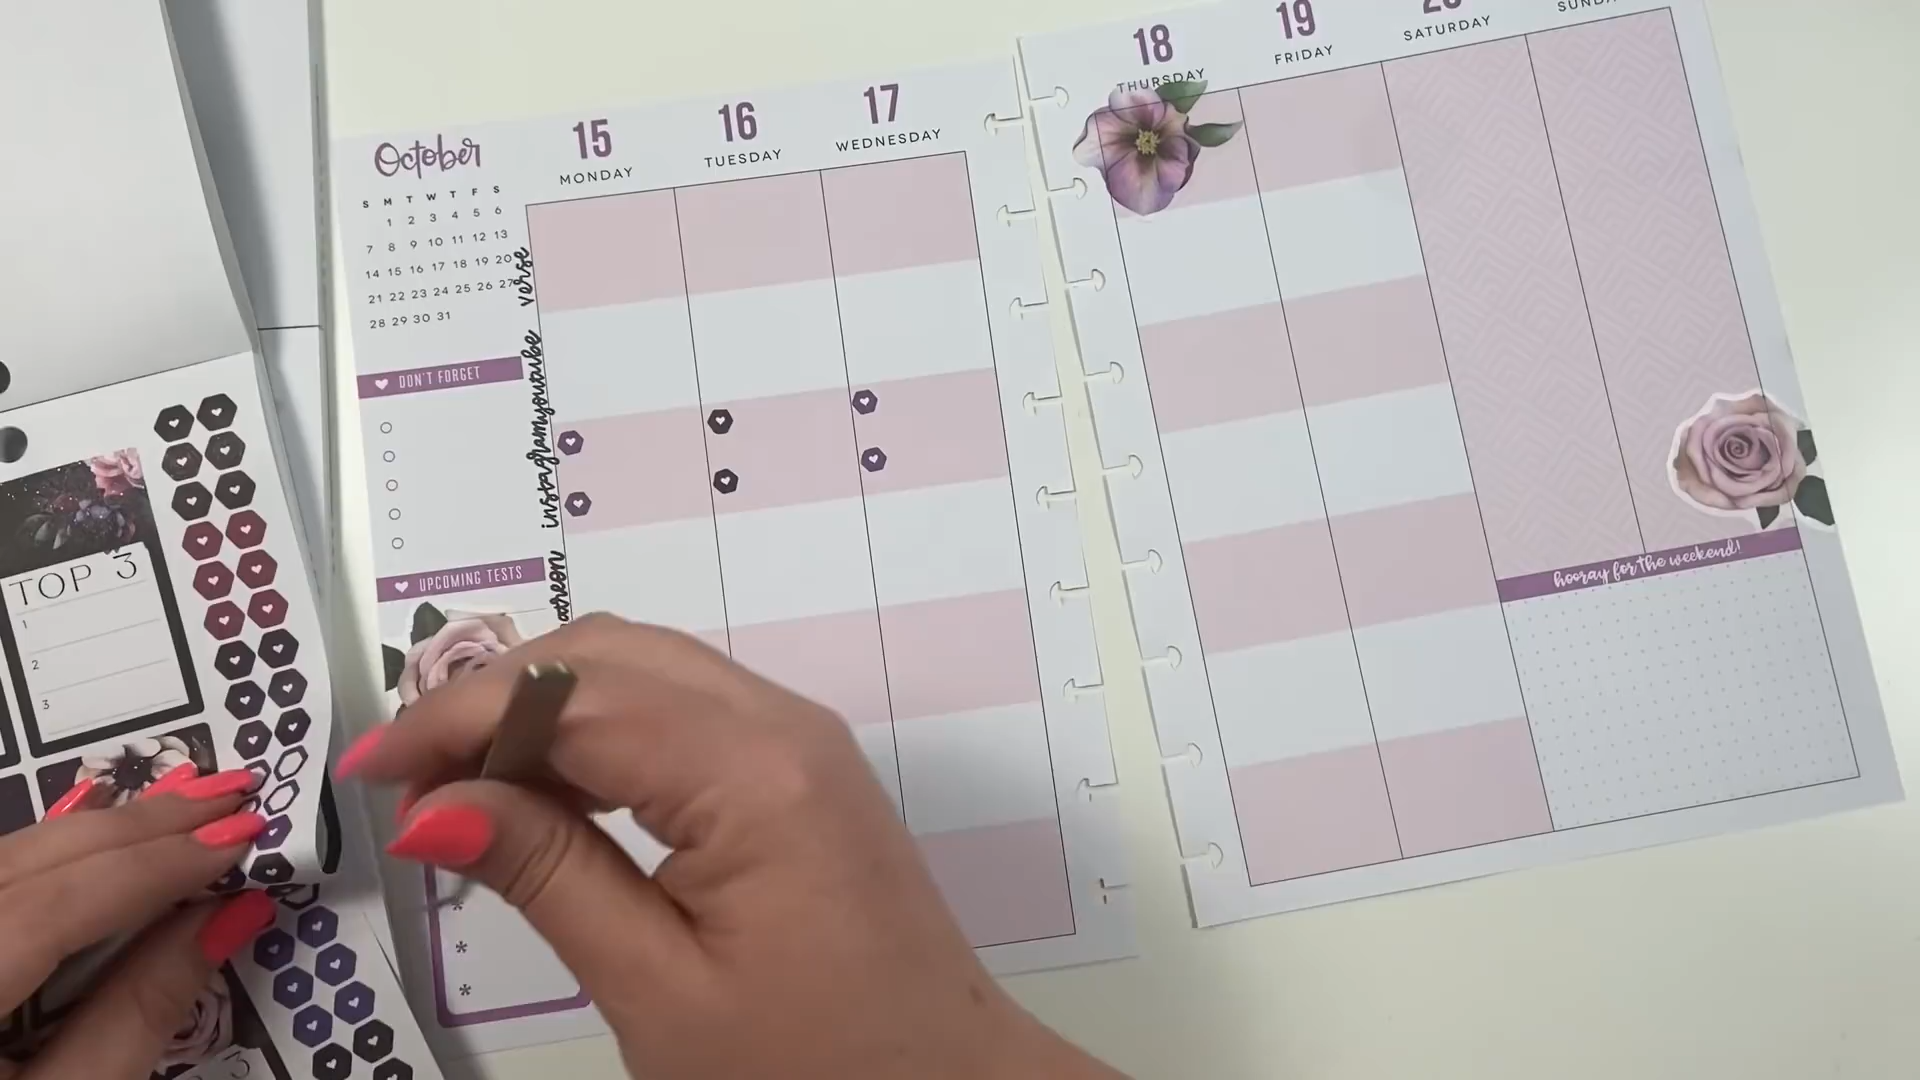 October
S M T W T F S
1 2 3 4 5 6
7 8 9 10 11 12 13
14 15 16 17 18 19 20
21 22 23 24 25 26 27
28 29 30 31
DON'T FORGET
UPCOMING TESTS
15
MONDAY
16
TUESDAY
17
WEDNESDAY
18
THURSDAY
19
FRIDAY
SATURDAY
verse
youtube
instagram
hooray for the weekend!
TOP 3
1
2
3
3